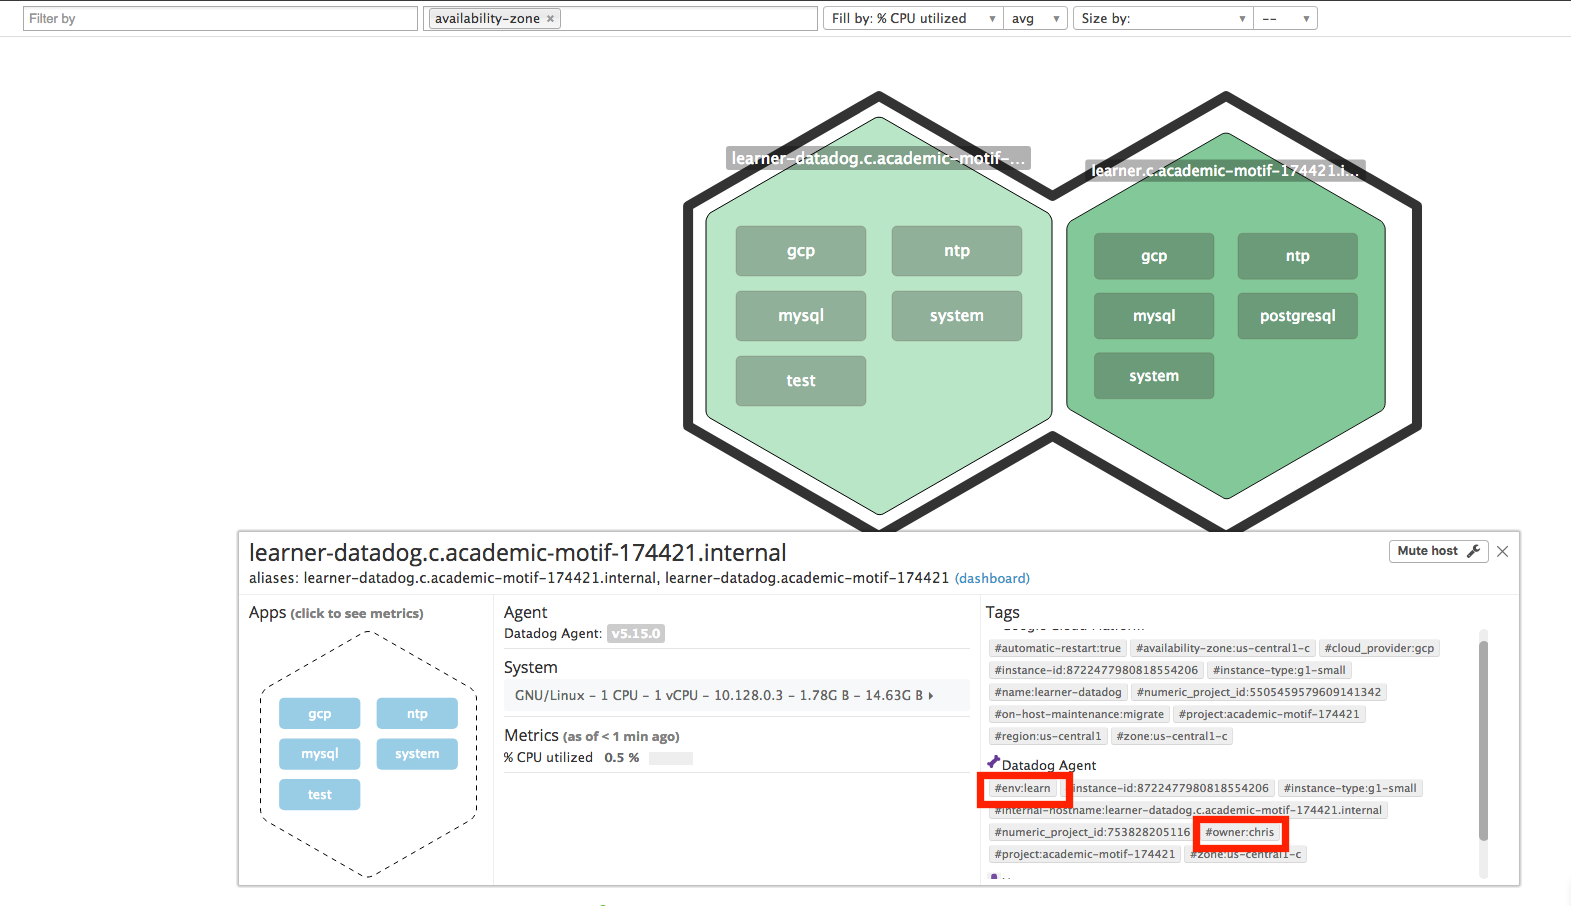 Filter by
availability-zone ×
Fill by: % CPU utilized
avg
Size by:
--
learner-datadog.c.academic-motif-...
gcp
ntp
mysql
system
test
learner.c.academic-motif-174421.i...
gcp
ntp
mysql
postgresql
system
learner-datadog.c.academic-motif-174421.internal
Mute host
aliases: learner-datadog.c.academic-motif-174421.internal, learner-datadog.academic-motif-174421 (dashboard)
Apps (click to see metrics)
gcp
ntp
mysql
system
test
Agent
Datadog Agent: v5.15.0
System
GNU/Linux – 1 CPU – 1 vCPU – 10.128.0.3 – 1.78G B – 14.63G B
Metrics (as of < 1 min ago)
% CPU utilized 0.5 %
Tags
Google Cloud Platform
#automatic-restart:true #availability-zone:us-central1-c #cloud_provider:gcp
#instance-id:8722477980818554206 #instance-type:g1-small
#name:learner-datadog #numeric_project_id:5505459579609141342
#on-host-maintenance:migrate #project:academic-motif-174421
#region:us-central1 #zone:us-central1-c
Datadog Agent
#env:learn instance-id:8722477980818554206 #instance-type:g1-small
#internal-hostname:learner-datadog.c.academic-motif-174421.internal
#numeric_project_id:753828205116 #owner:chris
#project:academic-motif-174421 #zone:us-central1-c